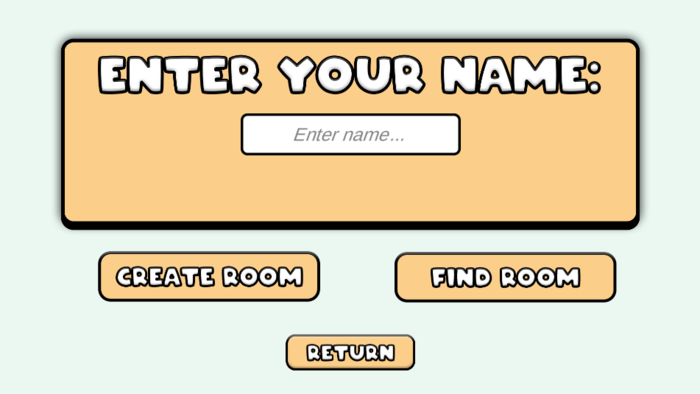 ENTER YOUR NAME:
Enter name...
CREATE ROOM
FIND ROOM
RETURN